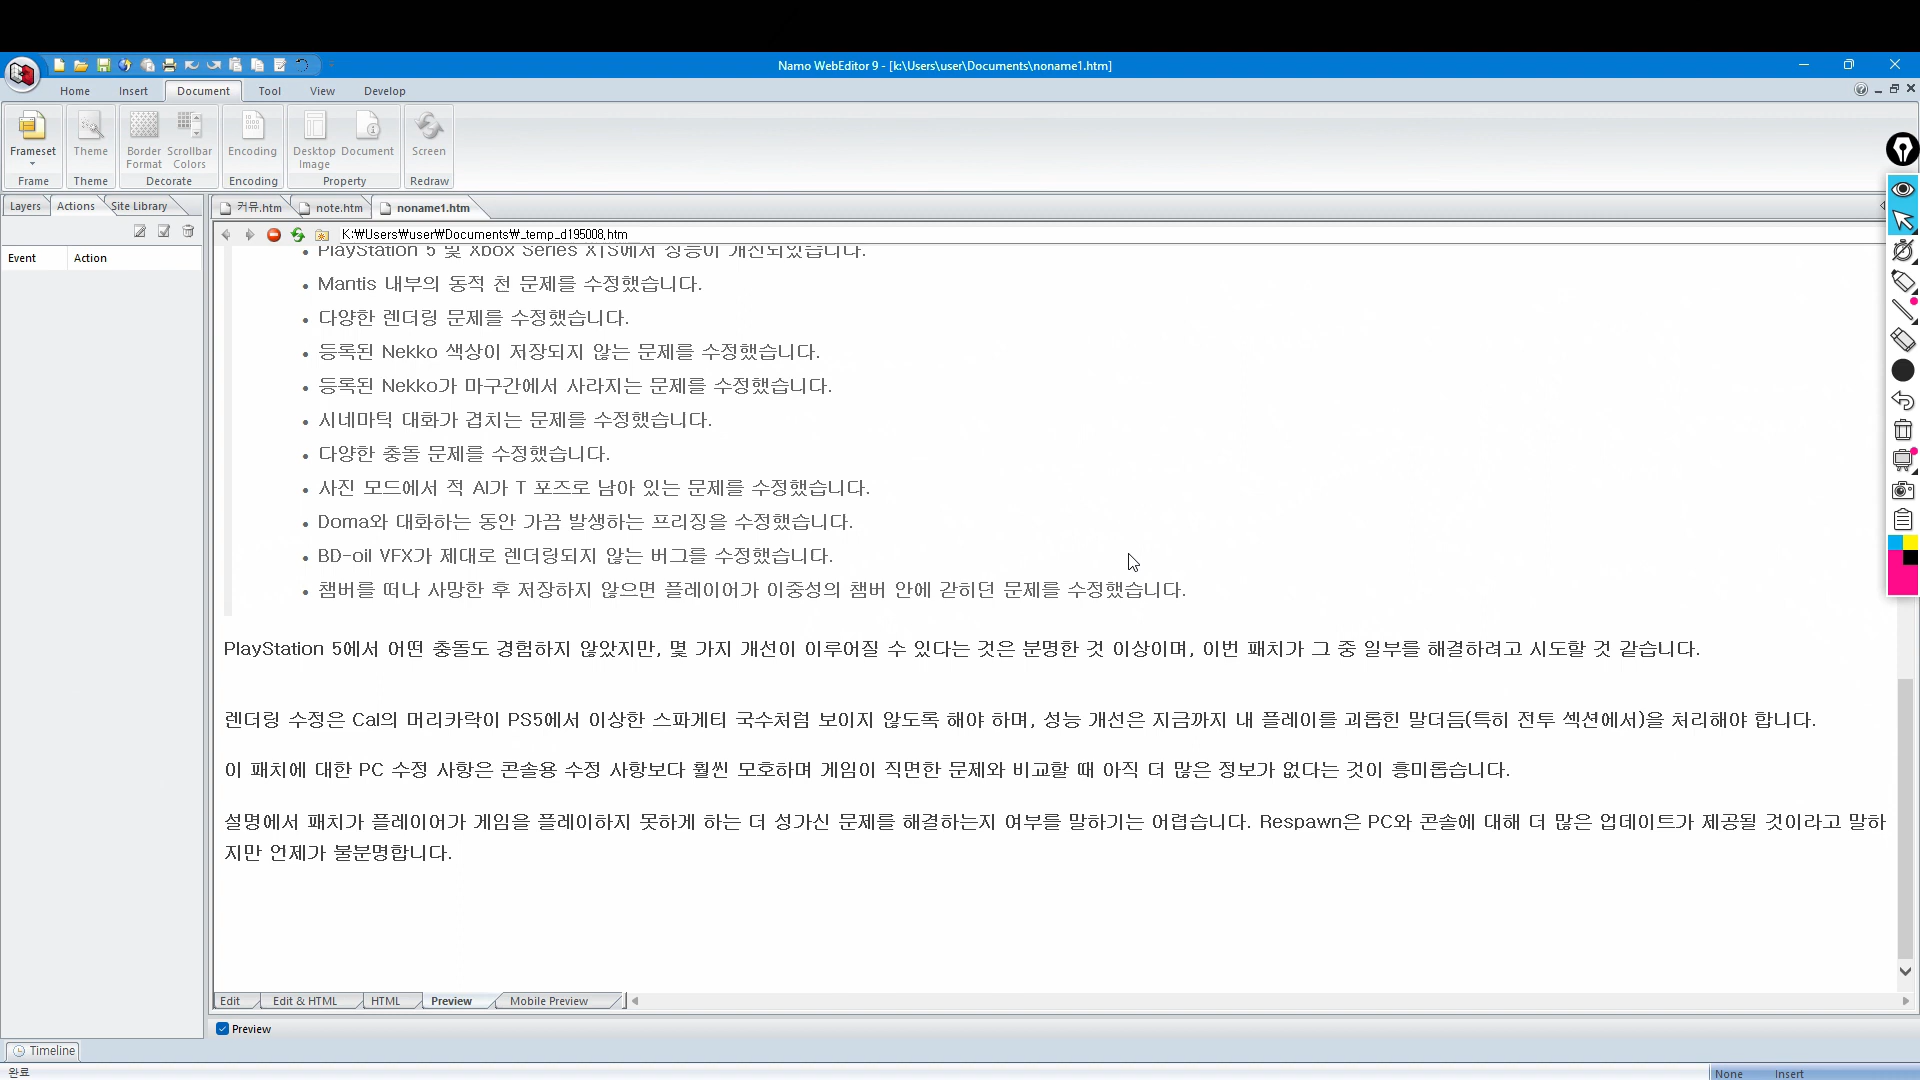 Namo WebEditor 9 - [k:\Users\user\Documents\noname1.htm]
Home Insert Document Tool View Develop
Frameset Theme Border Format Scrollbar Colors Encoding Desktop Image Document Screen
Frame Theme Decorate Encoding Property Redraw
Layers Actions Site Library
커뮤.htm note.htm noname1.htm
K:₩Users₩user₩Documents₩_temp_d195008.htm
Event Action
• PlayStation 5 및 Xbox Series X|S에서 성능이 개선되었습니다.
• Mantis 내부의 동적 천 문제를 수정했습니다.
• 다양한 렌더링 문제를 수정했습니다.
• 등록된 Nekko 색상이 저장되지 않는 문제를 수정했습니다.
• 등록된 Nekko가 마구간에서 사라지는 문제를 수정했습니다.
• 시네마틱 대화가 겹치는 문제를 수정했습니다.
• 다양한 충돌 문제를 수정했습니다.
• 사진 모드에서 적 AI가 T 포즈로 남아 있는 문제를 수정했습니다.
• Doma와 대화하는 동안 가끔 발생하는 프리징을 수정했습니다.
• BD-oil VFX가 제대로 렌더링되지 않는 버그를 수정했습니다.
• 챔버를 떠나 사망한 후 저장하지 않으면 플레이어가 이중성의 챔버 안에 갇히던 문제를 수정했습니다.
PlayStation 5에서 어떤 충돌도 경험하지 않았지만, 몇 가지 개선이 이루어질 수 있다는 것은 분명한 것 이상이며, 이번 패치가 그 중 일부를 해결하려고 시도할 것 같습니다.
렌더링 수정은 Cal의 머리카락이 PS5에서 이상한 스파게티 국수처럼 보이지 않도록 해야 하며, 성능 개선은 지금까지 내 플레이를 괴롭힌 말더듬(특히 전투 섹션에서)을 처리해야 합니다.
이 패치에 대한 PC 수정 사항은 콘솔용 수정 사항보다 훨씬 모호하며 게임이 직면한 문제와 비교할 때 아직 더 많은 정보가 없다는 것이 흥미롭습니다.
설명에서 패치가 플레이어가 게임을 플레이하지 못하게 하는 더 성가신 문제를 해결하는지 여부를 말하기는 어렵습니다. Respawn은 PC와 콘솔에 대해 더 많은 업데이트가 제공될 것이라고 말하
지만 언제가 불분명합니다.
Edit Edit & HTML HTML Preview Mobile Preview
Preview
Timeline
완료 None Insert